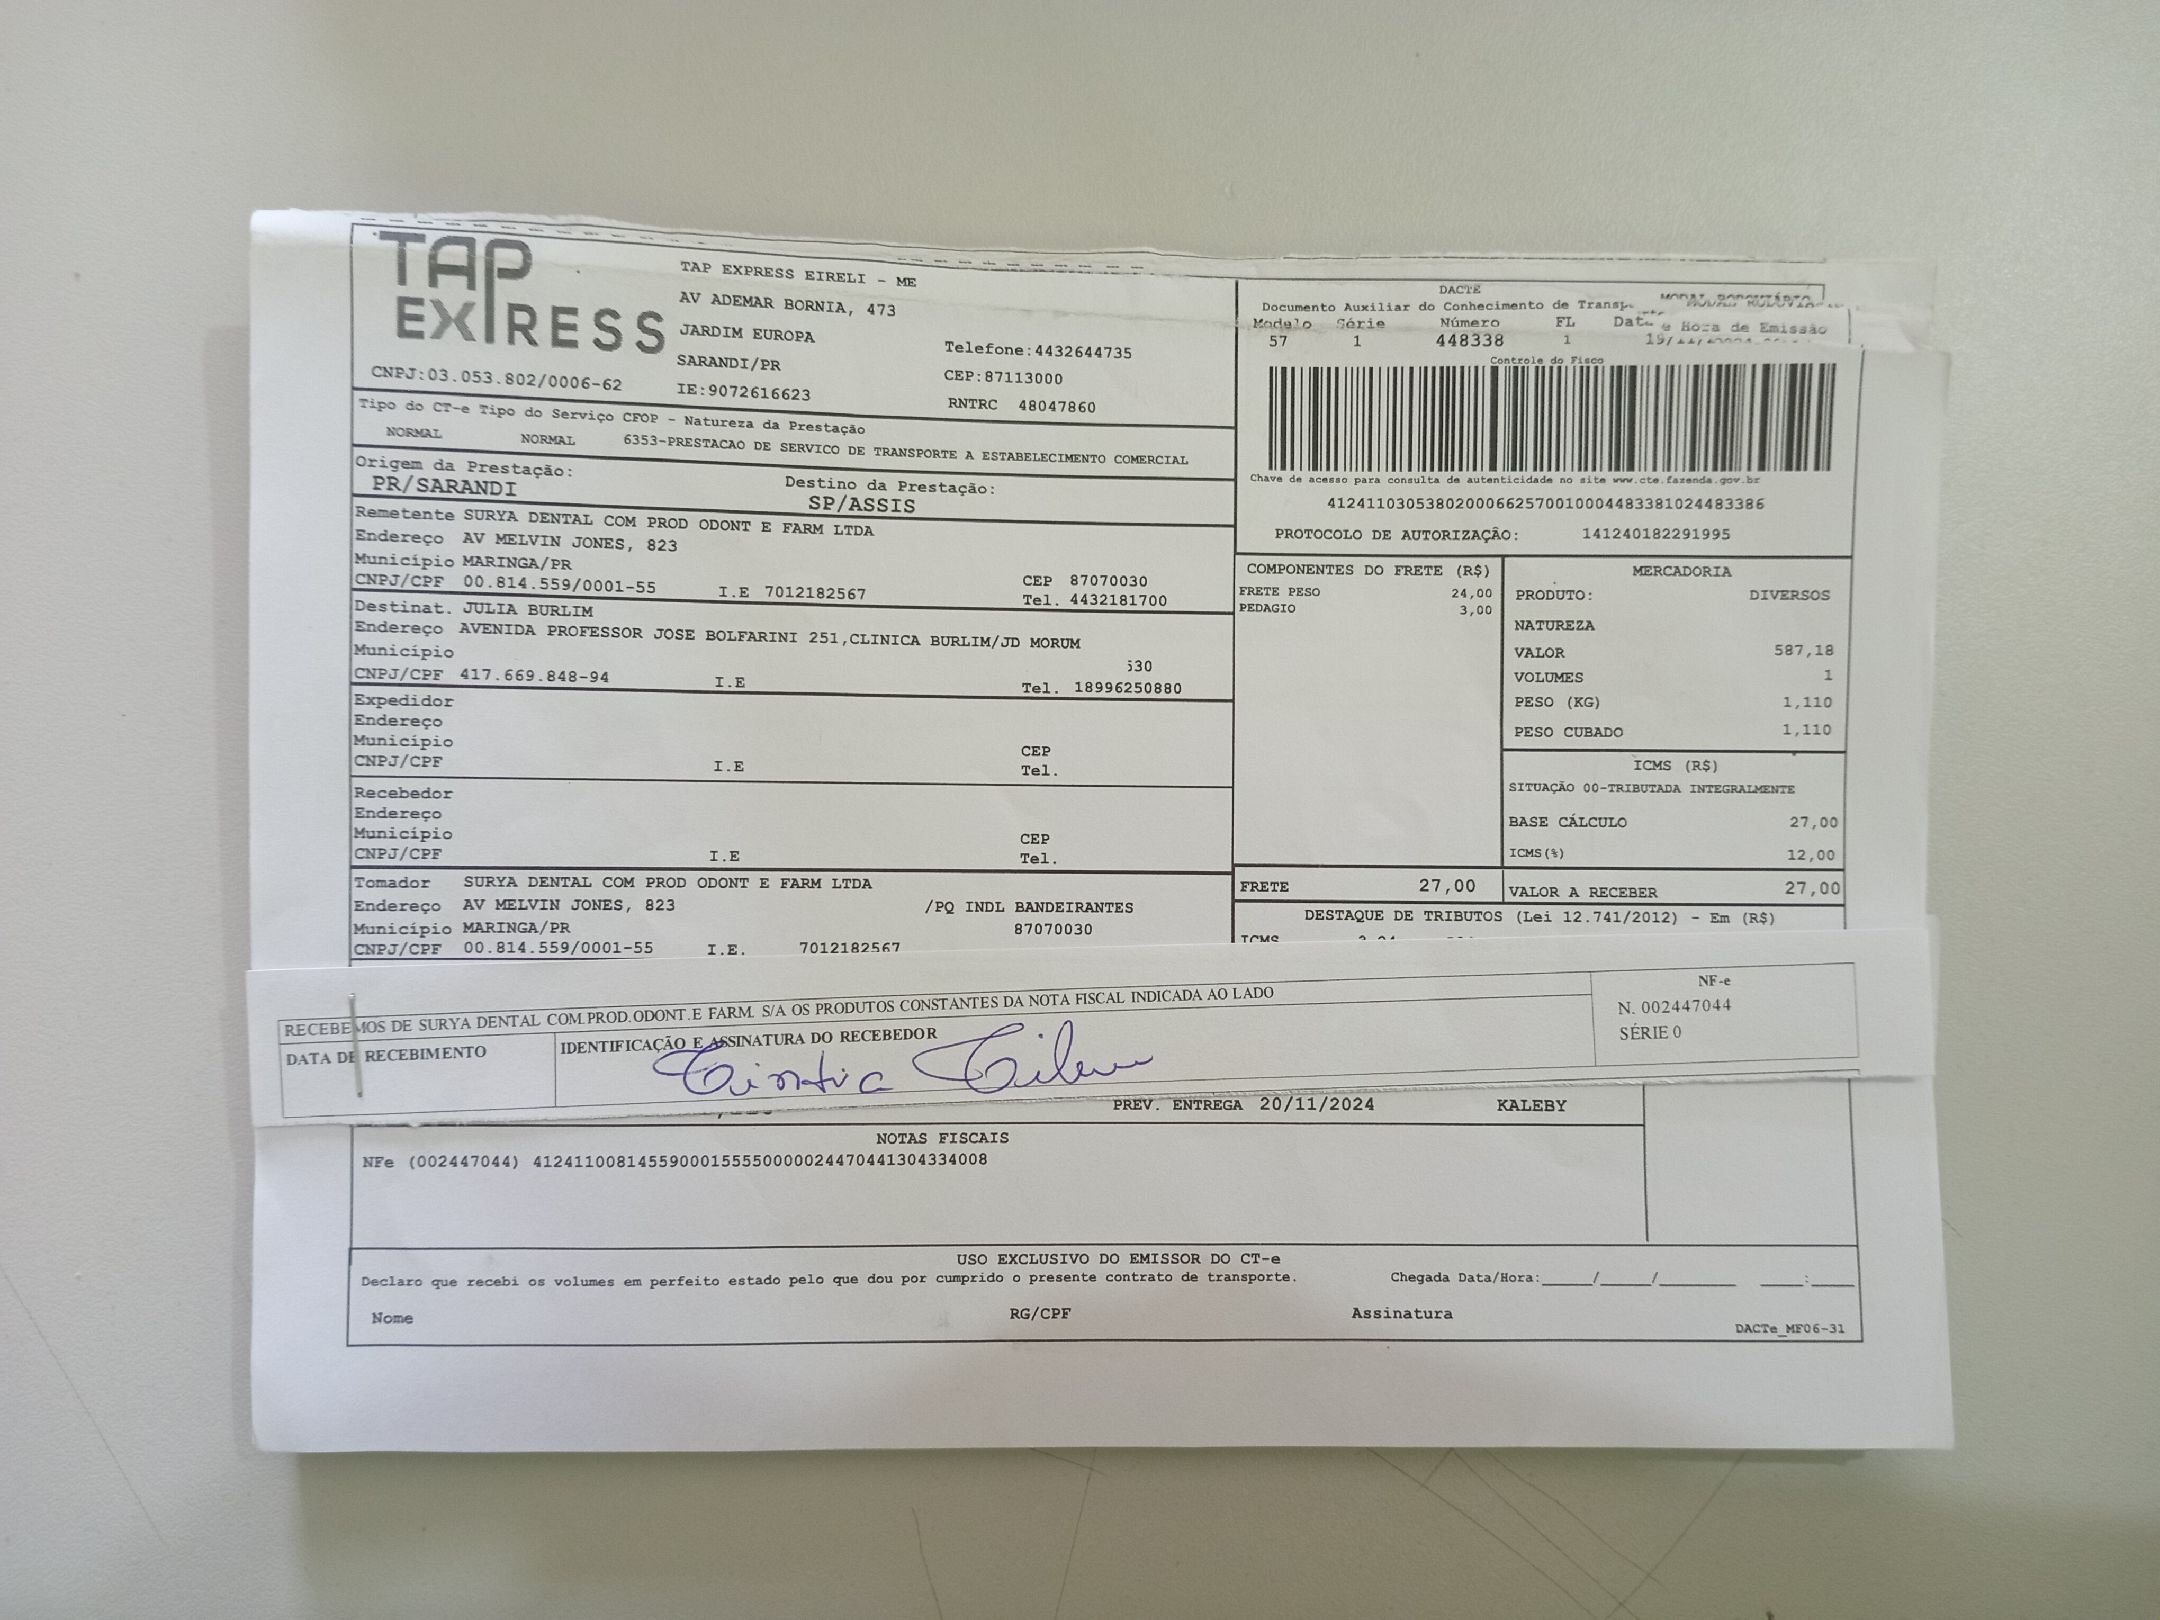 TAP
EXPRESS
CNPJ:03.053.802/0006-62
TAP EXPRESS EIRELI - ME
AV ADEMAR BORNIA, 473
JARDIM EUROPA
SARANDI/PR
IE:9072616623
Telefone:4432644735
CEP:87113000
RNTRC 48047860
DACTE
Documento Auxiliar do Conhecimento de MODAL RODOVIÁRIO
Modelo Série Número FL Data e Hora de Emissão
57 1 448338 1
Controle do Fisco
Chave de acesso para consulta de autenticidade no site www.cte.fazenda.gov.br
41241103053802000662570010004483381024483386
PROTOCOLO DE AUTORIZAÇÃO: 141240182291995
Tipo do CT-e Tipo do Serviço CFOP - Natureza da Prestação
NORMAL NORMAL 6353-PRESTACAO DE SERVICO DE TRANSPORTE A ESTABELECIMENTO COMERCIAL
Origem da Prestação: Destino da Prestação:
PR/SARANDI SP/ASSIS
Remetente SURYA DENTAL COM PROD ODONT E FARM LTDA
Endereço AV MELVIN JONES, 823
Município MARINGA/PR CEP 87070030
CNPJ/CPF 00.814.559/0001-55 I.E 7012182567 Tel. 4432181700
Destinat. JULIA BURLIM
Endereço AVENIDA PROFESSOR JOSE BOLFARINI 251,CLINICA BURLIM/JD MORUM
Município 530
CNPJ/CPF 417.669.848-94 I.E Tel. 18996250880
Expedidor
Endereço
Município CEP
CNPJ/CPF I.E Tel.
Recebedor
Endereço
Município CEP
CNPJ/CPF I.E Tel.
Tomador SURYA DENTAL COM PROD ODONT E FARM LTDA
Endereço AV MELVIN JONES, 823 /PQ INDL BANDEIRANTES
Município MARINGA/PR 87070030
CNPJ/CPF 00.814.559/0001-55 I.E. 7012182567
COMPONENTES DO FRETE (R$)
FRETE PESO 24,00
PEDAGIO 3,00
FRETE 27,00
MERCADORIA
PRODUTO: DIVERSOS
NATUREZA
VALOR 587,18
VOLUMES 1
PESO (KG) 1,110
PESO CUBADO 1,110
ICMS (R$)
SITUAÇÃO 00-TRIBUTADA INTEGRALMENTE
BASE CÁLCULO 27,00
ICMS(%) 12,00
VALOR A RECEBER 27,00
DESTAQUE DE TRIBUTOS (Lei 12.741/2012) - Em (R$)
ICMS
RECEBEMOS DE SURYA DENTAL COM.PROD.ODONT.E FARM. S/A OS PRODUTOS CONSTANTES DA NOTA FISCAL INDICADA AO LADO
DATA DE RECEBIMENTO IDENTIFICAÇÃO E ASSINATURA DO RECEBEDOR
NF-e
N. 002447044
SÉRIE 0
PREV. ENTREGA 20/11/2024 KALEBY
NOTAS FISCAIS
NFe (002447044) 41241100814559000155550000024470441304334008
USO EXCLUSIVO DO EMISSOR DO CT-e
Declaro que recebi os volumes em perfeito estado pelo que dou por cumprido o presente contrato de transporte. Chegada Data/Hora:_____/_____/________ ____:____
Nome RG/CPF Assinatura
DACTe_MF06-31